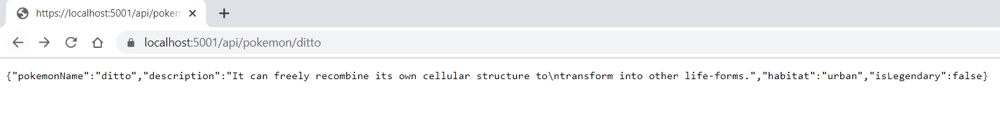 https://localhost:5001/api/pokem
localhost:5001/api/pokemon/ditto
{"pokemonName":"ditto","description":"It can freely recombine its own cellular structure to\ntransform into other life-forms.","habitat":"urban","isLegendary":false}